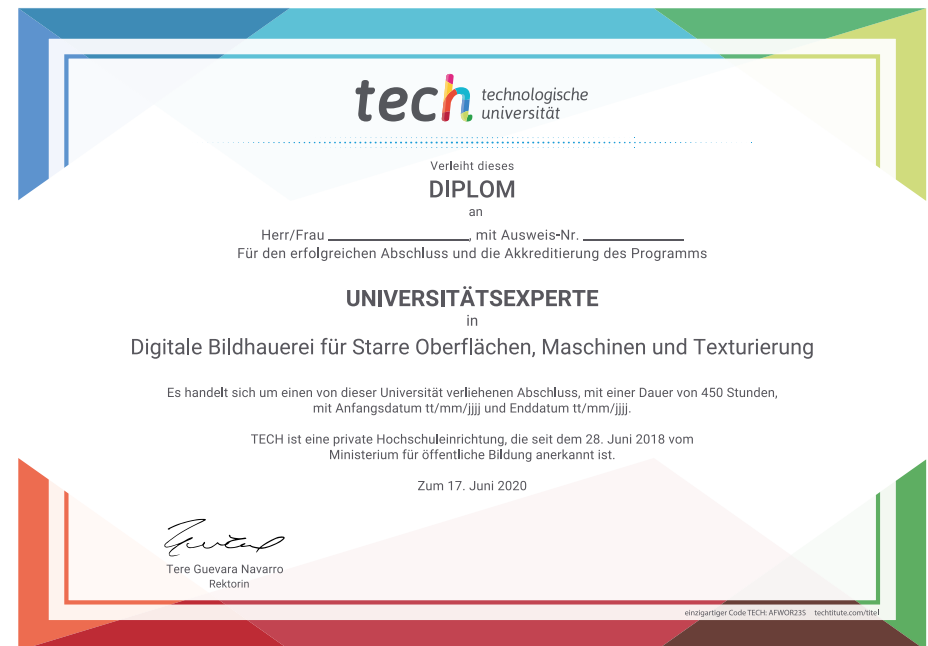 tech technologische
universität
Verleiht dieses
DIPLOM
an
Herr/Frau ____________, mit Ausweis-Nr. ____________
Für den erfolgreichen Abschluss und die Akkreditierung des Programms
UNIVERSITÄTSEXPERTE
in
Digitale Bildhauerei für Starre Oberflächen, Maschinen und Texturierung
Es handelt sich um einen von dieser Universität verliehenen Abschluss, mit einer Dauer von 450 Stunden,
mit Anfangsdatum tt/mm/jjjj und Enddatum tt/mm/jjjj.
TECH ist eine private Hochschuleinrichtung, die seit dem 28. Juni 2018 vom
Ministerium für öffentliche Bildung anerkannt ist.
Zum 17. Juni 2020
Tere Guevara Navarro
Rektorin
einzigartiger Code TECH: AFWOR23S techtitute.com/titel